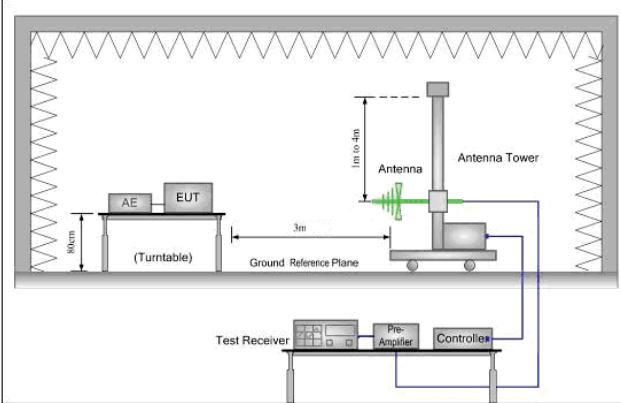 1m to 4m
Antenna
Antenna Tower
AE
EUT
3m
80cm
(Turntable)
Ground Reference Plane
Test Receiver
Pre-
Amplifier
Controller